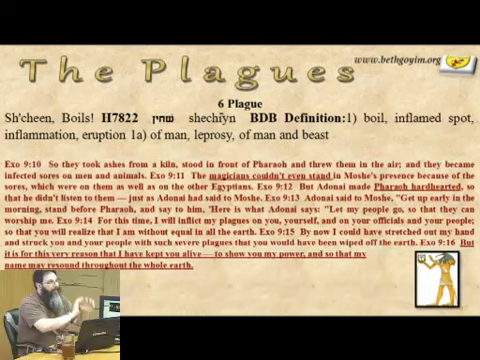 www.bethgoyim.org
The Plagues
6 Plague
Sh'cheen, Boils! H7822 שחין shechı̂yn BDB Definition:1) boil, inflamed spot,
inflammation, eruption 1a) of man, leprosy, of man and beast
Exo 9:10 So they took ashes from a kiln, stood in front of Pharaoh and threw them in the air; and they became
infected sores on men and animals. Exo 9:11 The magicians couldn't even stand in Moshe's presence because of the
sores, which were on them as well as on the other Egyptians. Exo 9:12 But Adonai made Pharaoh hardhearted, so
that he didn't listen to them — just as Adonai had said to Moshe. Exo 9:13 Adonai said to Moshe, "Get up early in the
morning, stand before Pharaoh, and say to him, 'Here is what Adonai says: "Let my people go, so that they can
worship me. Exo 9:14 For this time, I will inflict my plagues on you, yourself, and on your officials and your people;
so that you will realize that I am without equal in all the earth. Exo 9:15 By now I could have stretched out my hand
and struck you and your people with such severe plagues that you would have been wiped off the earth. Exo 9:16 But
it is for this very reason that I have kept you alive — to show you my power, and so that my
name may resound throughout the whole earth.